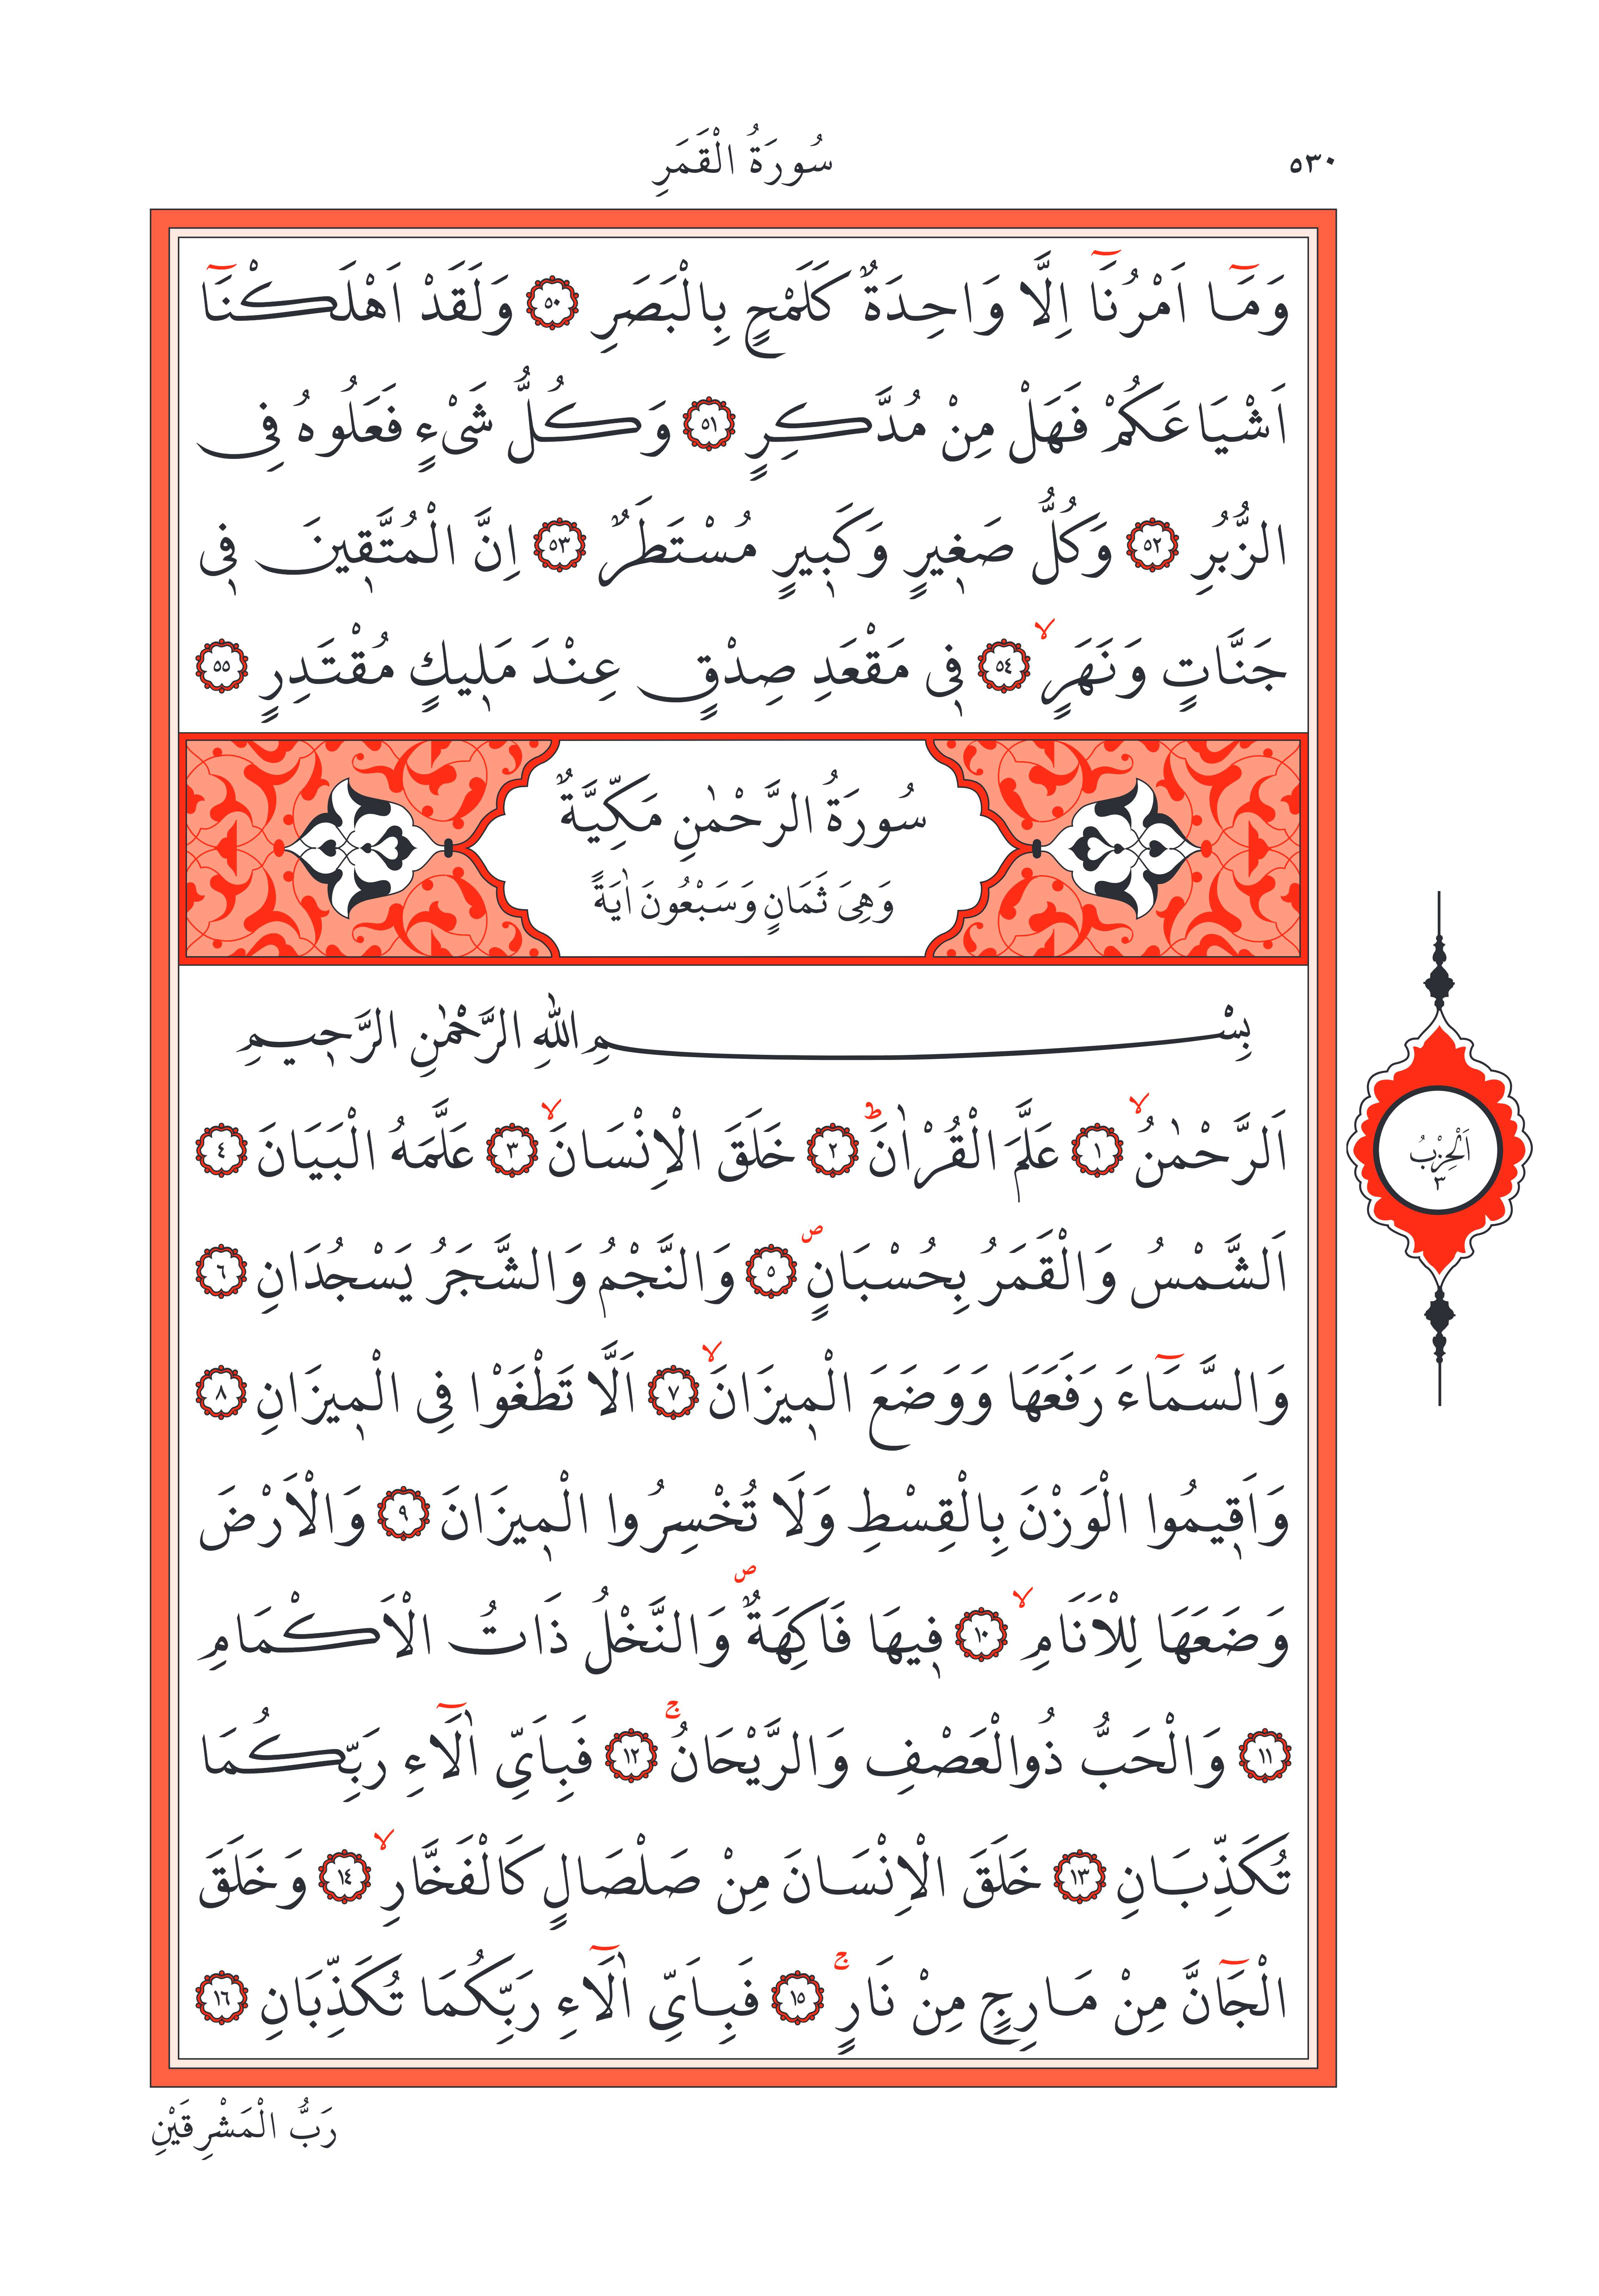 ٥٣٠
سُورَةُ الْقَمَرِ
وَمَٓا اَمْرُنَٓا اِلَّا وَاحِدَةٌ كَلَمْحٍ بِالْبَصَرِ ﴿٥٠﴾ وَلَقَدْ اَهْلَكْنَٓا
اَشْيَاعَكُمْ فَهَلْ مِنْ مُدَّكِرٍ ﴿٥١﴾ وَكُلُّ شَىْءٍ فَعَلُوهُ فِى
الزُّبُرِ ﴿٥٢﴾ وَكُلُّ صَغ۪يرٍ وَكَب۪يرٍ مُسْتَطَرٌ ﴿٥٣﴾ اِنَّ الْمُتَّق۪ينَ ف۪ى
جَنَّاتٍ وَنَهَرٍۙ ﴿٥٤﴾ ف۪ى مَقْعَدِ صِدْقٍ عِنْدَ مَل۪يكٍ مُقْتَدِرٍ ﴿٥٥﴾
سُورَةُ الرَّحْمٰنِ مَكِّيَّةٌ
وَهِىَ ثَمَانٍ وَسَبْعُونَ اٰيَةً
بِسْمِ اللّٰهِ الرَّحْمٰنِ الرَّح۪يمِ
اَلرَّحْمٰنُۙ ﴿١﴾ عَلَّمَ الْقُرْاٰنَۜ ﴿٢﴾ خَلَقَ الْاِنْسَانَۙ ﴿٣﴾ عَلَّمَهُ الْبَيَانَ ﴿٤﴾
اَلشَّمْسُ وَالْقَمَرُ بِحُسْبَانٍۖ ﴿٥﴾ وَالنَّجْمُ وَالشَّجَرُ يَسْجُدَانِ ﴿٦﴾
وَالسَّمَٓاءَ رَفَعَهَا وَوَضَعَ الْم۪يزَانَۙ ﴿٧﴾ اَلَّا تَطْغَوْا فِى الْم۪يزَانِ ﴿٨﴾
وَاَق۪يمُوا الْوَزْنَ بِالْقِسْطِ وَلَا تُخْسِرُوا الْم۪يزَانَ ﴿٩﴾ وَالْاَرْضَ
وَضَعَهَا لِلْاَنَامِۙ ﴿١٠﴾ ف۪يهَا فَاكِهَةٌۖ وَالنَّخْلُ ذَاتُ الْاَكْمَامِ
﴿١١﴾ وَالْحَبُّ ذُوالْعَصْفِ وَالرَّيْحَانُۚ ﴿١٢﴾ فَبِاَىِّ اٰلَٓاءِ رَبِّكُمَا
تُكَذِّبَانِ ﴿١٣﴾ خَلَقَ الْاِنْسَانَ مِنْ صَلْصَالٍ كَالْفَخَّارِۙ ﴿١٤﴾ وَخَلَقَ
الْجَٓانَّ مِنْ مَارِجٍ مِنْ نَارٍۚ ﴿١٥﴾ فَبِاَىِّ اٰلَٓاءِ رَبِّكُمَا تُكَذِّبَانِ ﴿١٦﴾
رَبُّ الْمَشْرِقَيْنِ
اَلْحِزْبُ
٣